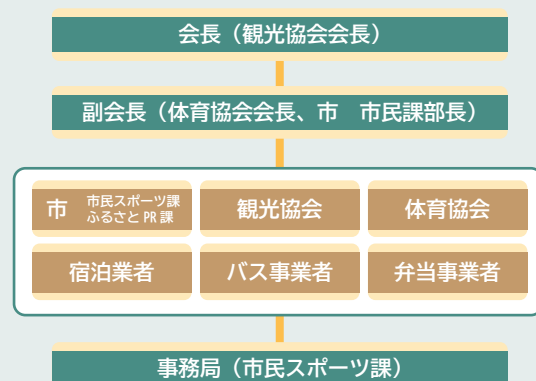 会長（観光協会会長）
副会長（体育協会会長、市　市民課部長）
市　市民スポーツ課
ふるさと PR 課
観光協会
体育協会
宿泊業者
バス事業者
弁当事業者
事務局（市民スポーツ課）